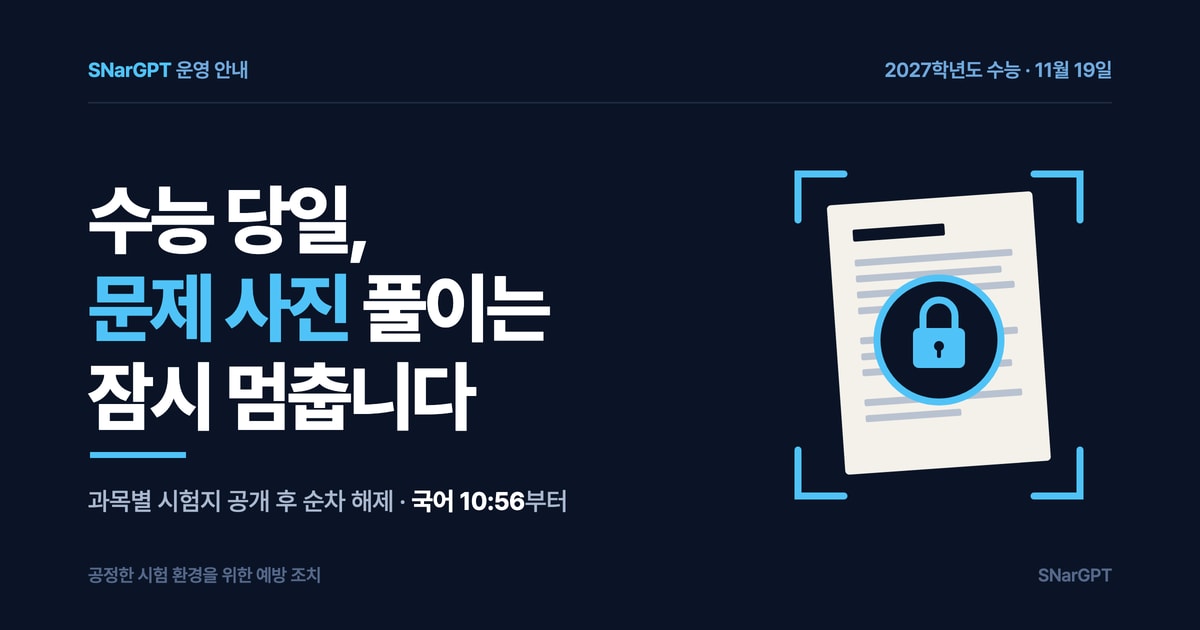 SNarGPT 운영 안내
2027학년도 수능 · 11월 19일
수능 당일,
문제 사진 풀이는
잠시 멈춥니다
과목별 시험지 공개 후 순차 해제 · 국어 10:56부터
공정한 시험 환경을 위한 예방 조치
SNarGPT